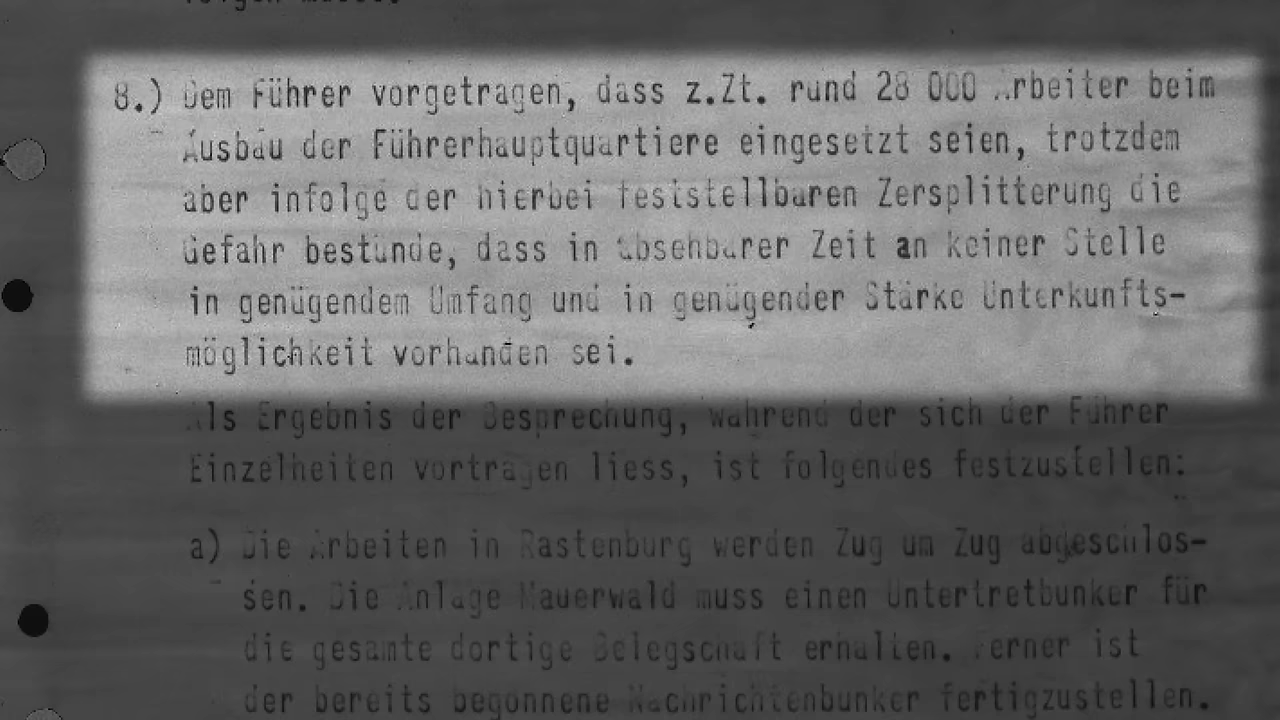 folgen müsse.
8.) Dem Führer vorgetragen, dass z.Zt. rund 28 000 Arbeiter beim
Ausbau der Führerhauptquartiere eingesetzt seien, trotzdem
aber infolge der hierbei feststellbaren Zersplitterung die
Gefahr bestünde, dass in absehbarer Zeit an keiner Stelle
in genügendem Umfang und in genügender Stärke Unterkunfts-
möglichkeit vorhanden sei.
Als Ergebnis der Besprechung, während der sich der Führer
Einzelheiten vortragen liess, ist folgendes festzustellen:
a) Die Arbeiten in Rastenburg werden Zug um Zug abgeschlos-
sen. Die Anlage Mauerwald muss einen Untertretbunker für
die gesamte dortige Belegschaft erhalten. Ferner ist
der bereits begonnene Nachrichtenbunker fertigzustellen.